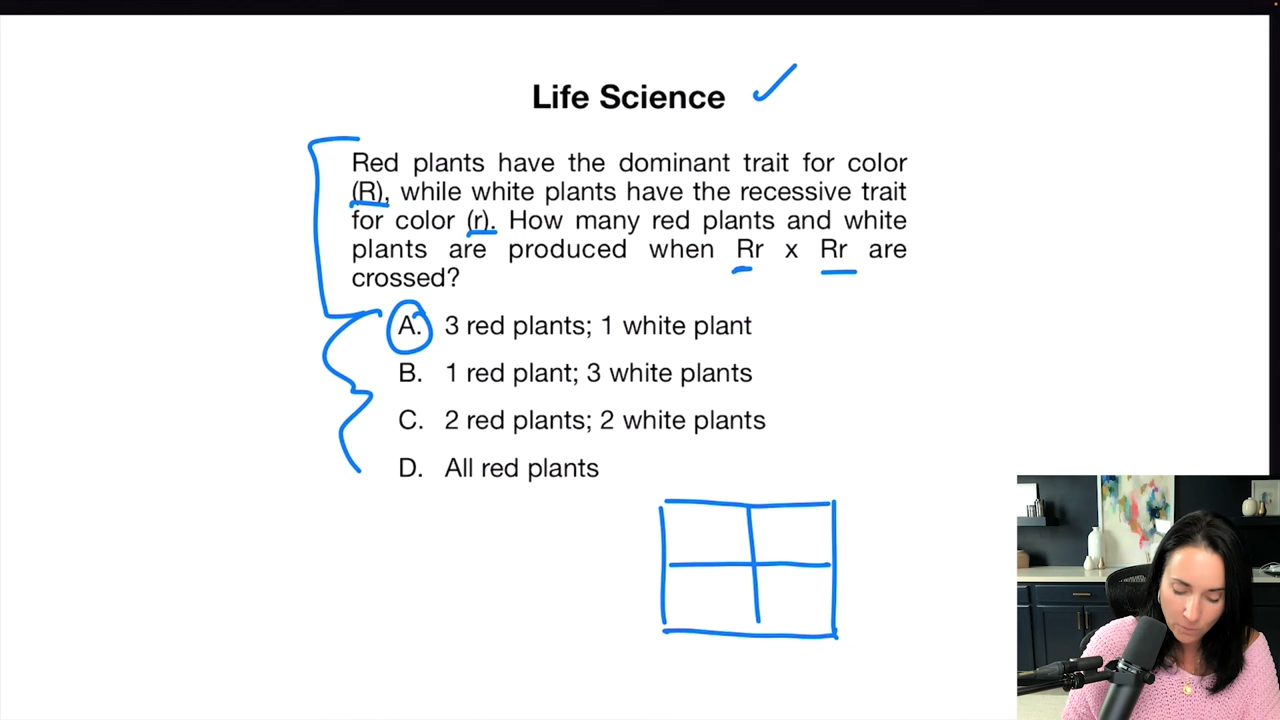 Life Science
Red plants have the dominant trait for color
(R), while white plants have the recessive trait
for color (r). How many red plants and white
plants are produced when Rr x Rr are
crossed?
A. 3 red plants; 1 white plant
B. 1 red plant; 3 white plants
C. 2 red plants; 2 white plants
D. All red plants